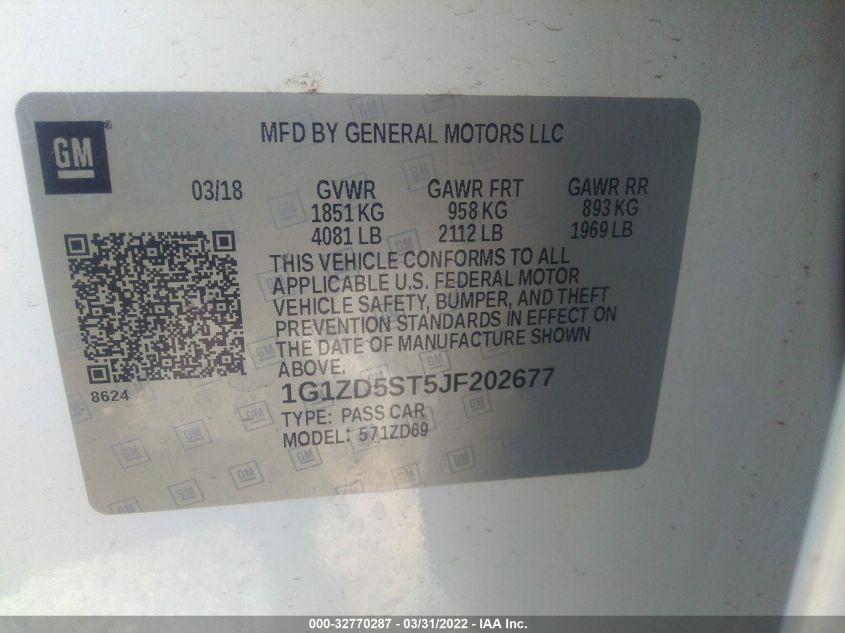 GM
MFD BY GENERAL MOTORS LLC
03/18 GVWR GAWR FRT GAWR RR
1851 KG 958 KG 893 KG
4081 LB 2112 LB 1969 LB
THIS VEHICLE CONFORMS TO ALL
APPLICABLE U.S. FEDERAL MOTOR
VEHICLE SAFETY, BUMPER, AND THEFT
PREVENTION STANDARDS IN EFFECT ON
THE DATE OF MANUFACTURE SHOWN
ABOVE.
8624
1G1ZD5ST5JF202677
TYPE: PASS CAR
MODEL: 571ZD69
000-32770287 - 03/31/2022 - IAA Inc.